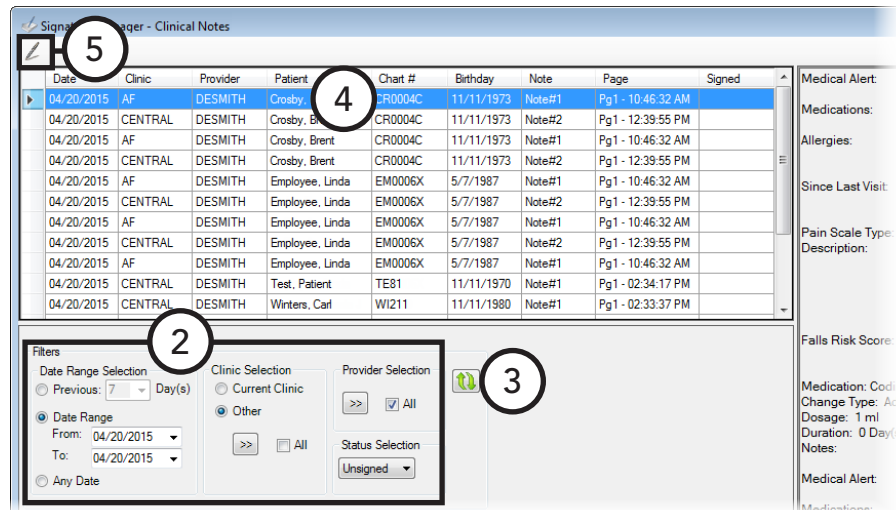 Signat ager - Clinical Notes
5
Date Clinic Provider Patient Chart # Birthday Note Page Signed
04/20/2015 AF DESMITH Crosby, CR0004C 11/11/1973 Note#1 Pg1 - 10:46:32 AM
4
04/20/2015 CENTRAL DESMITH Crosby, Brent CR0004C 11/11/1973 Note#2 Pg1 - 12:39:55 PM
04/20/2015 AF DESMITH Crosby, Brent CR0004C 11/11/1973 Note#1 Pg1 - 10:46:32 AM
04/20/2015 CENTRAL DESMITH Crosby, Brent CR0004C 11/11/1973 Note#2 Pg1 - 12:39:55 PM
04/20/2015 AF DESMITH Employee, Linda EM0006X 5/7/1987 Note#1 Pg1 - 10:46:32 AM
04/20/2015 CENTRAL DESMITH Employee, Linda EM0006X 5/7/1987 Note#2 Pg1 - 12:39:55 PM
04/20/2015 AF DESMITH Employee, Linda EM0006X 5/7/1987 Note#1 Pg1 - 10:46:32 AM
04/20/2015 CENTRAL DESMITH Employee, Linda EM0006X 5/7/1987 Note#2 Pg1 - 12:39:55 PM
04/20/2015 AF DESMITH Employee, Linda EM0006X 5/7/1987 Note#1 Pg1 - 10:46:32 AM
04/20/2015 CENTRAL DESMITH Test, Patient TE81 11/11/1970 Note#1 Pg1 - 02:34:17 PM
04/20/2015 CENTRAL DESMITH Winters, Carl WI211 11/11/1980 Note#1 Pg1 - 02:33:37 PM
Medical Alert:
Medications:
Allergies:
Since Last Visit:
Pain Scale Type:
Description:
Falls Risk Score:
Medication: Codi
Change Type: Ad
Dosage: 1 ml
Duration: 0 Day(
Notes:
Medical Alert:
Medications:
2
Filters
Date Range Selection
Previous: 7 Day(s)
Date Range
From: 04/20/2015
To: 04/20/2015
Any Date
Clinic Selection
Current Clinic
Other
>> All
Provider Selection
>> All
Status Selection
Unsigned
3